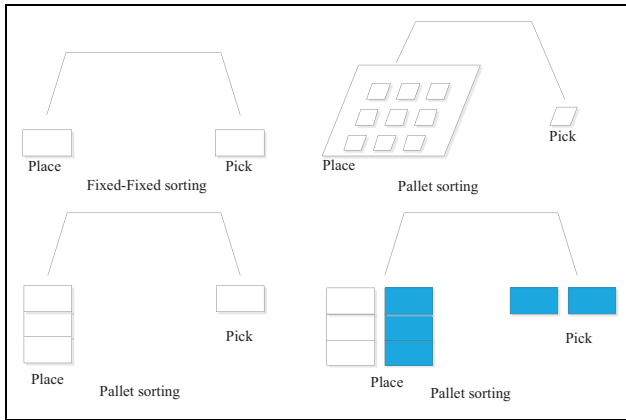 Place
Pick
Fixed-Fixed sorting
Place
Pick
Pallet sorting
Place
Pick
Pallet sorting
Place
Pick
Pallet sorting